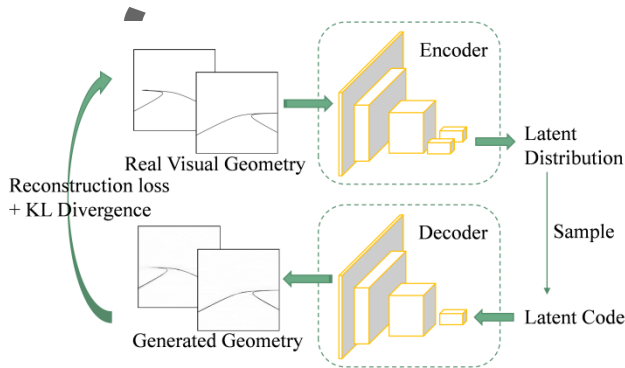 Encoder
Real Visual Geometry
Latent
Distribution
Reconstruction loss
+ KL Divergence
Sample
Decoder
Generated Geometry
Latent Code